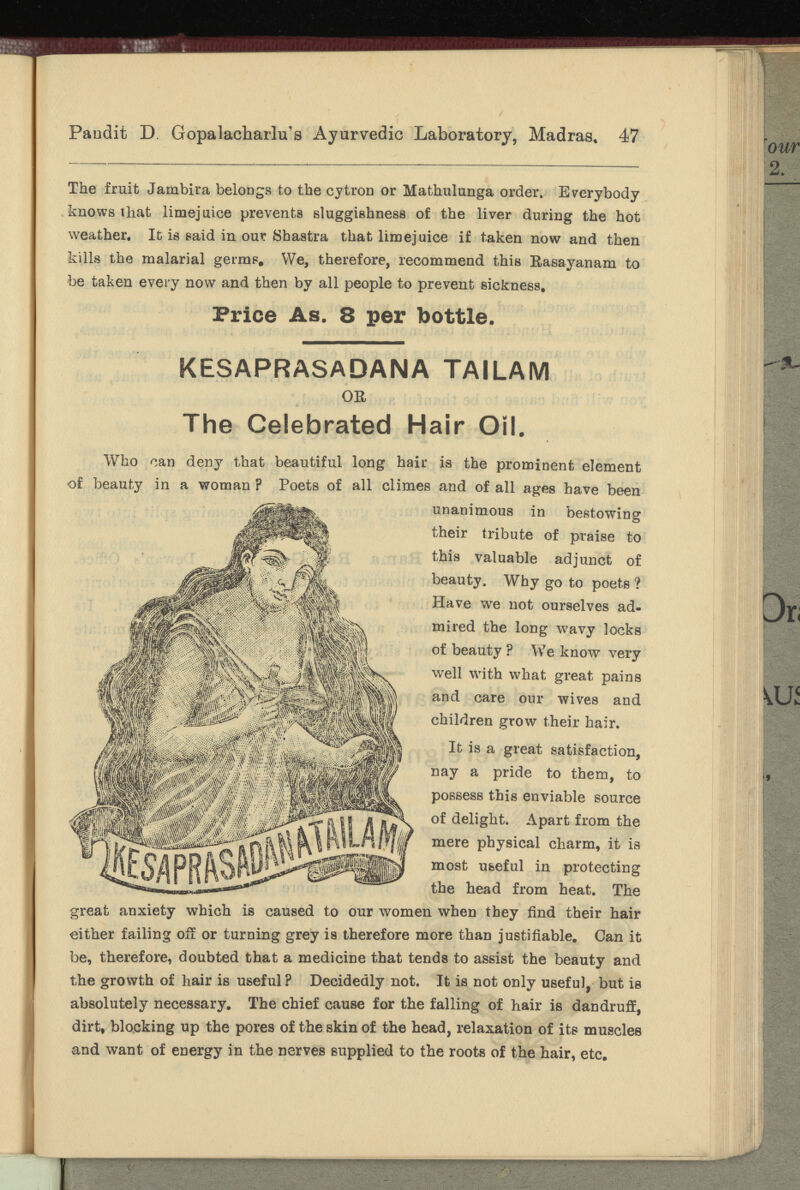 Pandit D. Gopalacharlu's Ayurvedic Laboratory, Madras. 47
The fruit Jambira belongs to the cytron or Mathulunga order. Everybody
knows that limejuice prevents sluggishness of the liver during the hot
weather. It is said in our Shastra that limejuice if taken now and then
kills the malarial germs. We, therefore, recommend this Rasayanam to
be taken every now and then by all people to prevent sickness.
Price As. 8 per bottle.
KESAPRASADANA TAILAM
OR
The Celebrated Hair Oil.
Who can deny that beautiful long hair is the prominent element
of beauty in a woman? Poets of all climes and of all ages have been
unanimous in bestowing
their tribute of praise to
this valuable adjunct of
beauty. Why go to poets?
Have we not ourselves ad-
mired the long wavy locks
of beauty? We know very
well with what great pains
and care our wives and
children grow their hair.
It is a great satisfaction,
nay a pride to them, to
possess this enviable source
of delight. Apart from the
mere physical charm, it is
most useful in protecting
the head from heat. The
KESAPRASADANATAILAM
great anxiety which is caused to our women when they find their hair
either failing off or turning grey is therefore more than justifiable. Can it
be, therefore, doubted that a medicine that tends to assist the beauty and
the growth of hair is useful? Decidedly not. It is not only useful, but is
absolutely necessary. The chief cause for the falling of hair is dandruff,
dirt, blocking up the pores of the skin of the head, relaxation of its muscles
and want of energy in the nerves supplied to the roots of the hair, etc.
our
2.